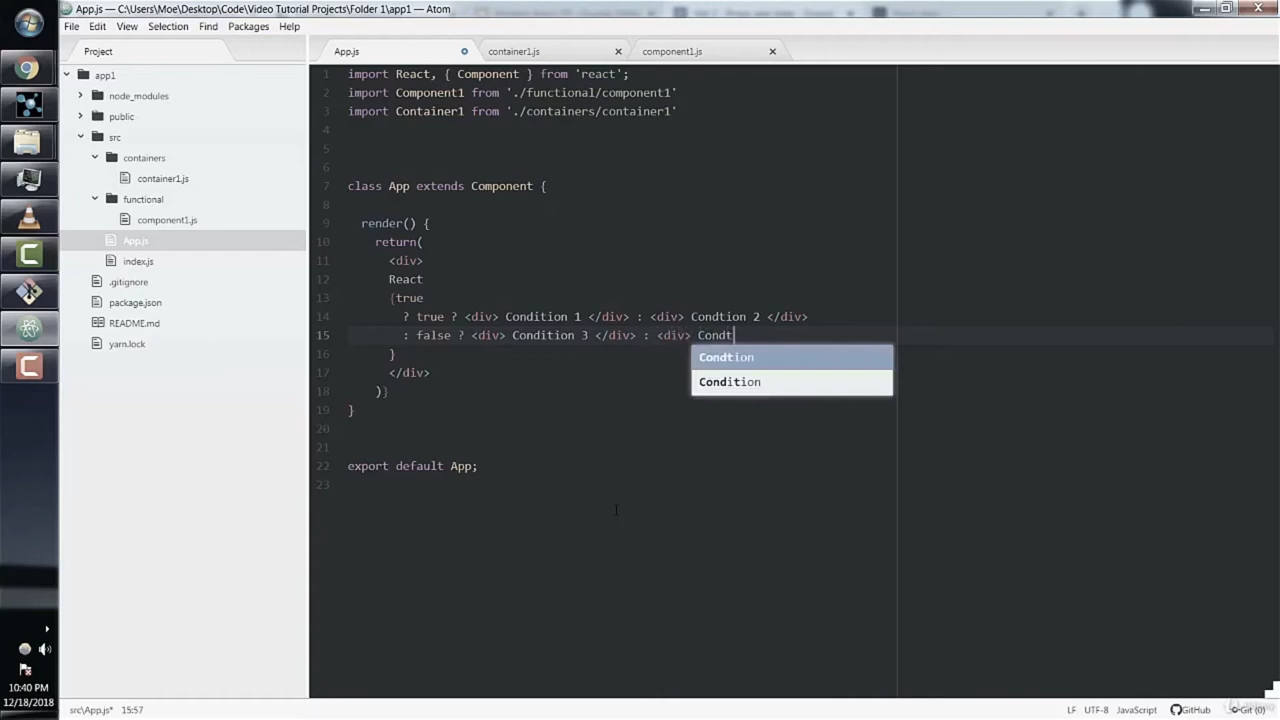 App.js — C:\Users\Moe\Desktop\Code\Video Tutorial Projects\Folder 1\app1 — Atom
File Edit View Selection Find Packages Help
Project
App.js container1.js component1.js
app1
node_modules
public
src
containers
container1.js
functional
component1.js
App.js
index.js
.gitignore
package.json
README.md
yarn.lock
1 import React, { Component } from 'react';
2 import Component1 from './functional/component1'
3 import Container1 from './containers/container1'
4
5
6
7 class App extends Component {
8
9 render() {
10 return(
11 <div>
12 React
13 {true
14 ? true ? <div> Condition 1 </div> : <div> Condtion 2 </div>
15 : false ? <div> Condition 3 </div> : <div> Condt
Condtion
Condition
16 }
17 </div>
18 )}
19 }
20
21
22 export default App;
23
10:40 PM
12/18/2018
src\App.js* 15:57
LF UTF-8 JavaScript GitHub Git (0)